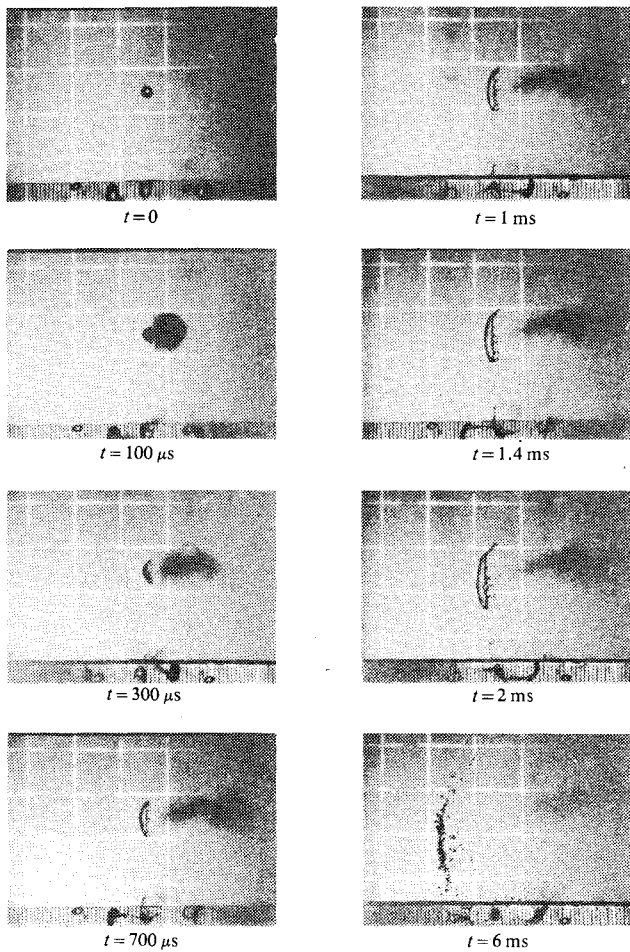 t = 0
t = 100 μs
t = 300 μs
t = 700 μs
t = 1 ms
t = 1.4 ms
t = 2 ms
t = 6 ms